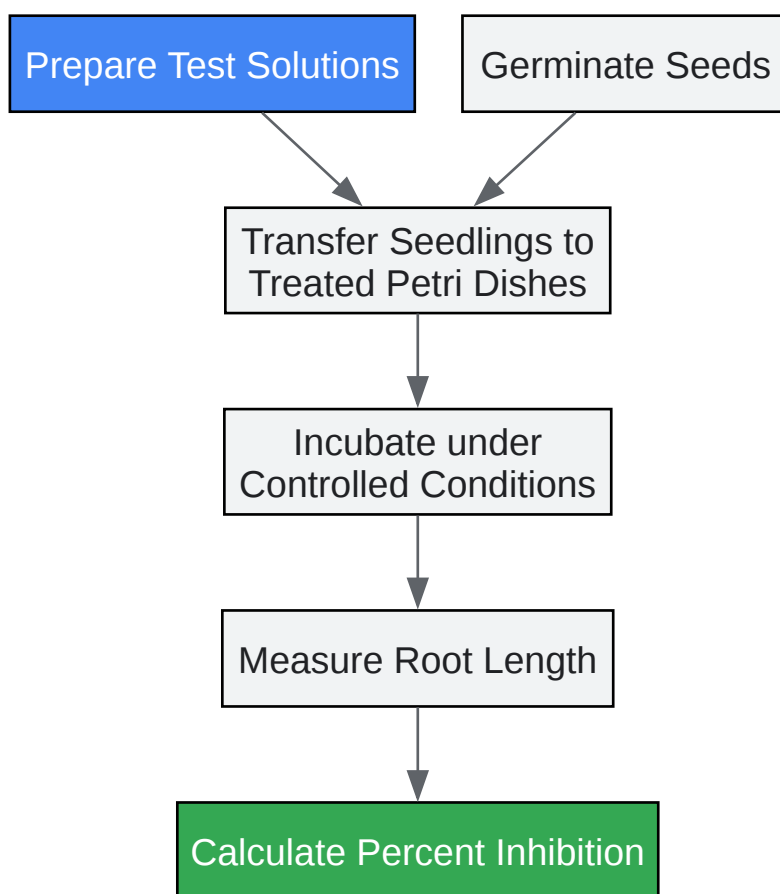 Prepare Test Solutions
Germinate Seeds
Transfer Seedlings to
Treated Petri Dishes
Incubate under
Controlled Conditions
Measure Root Length
Calculate Percent Inhibition